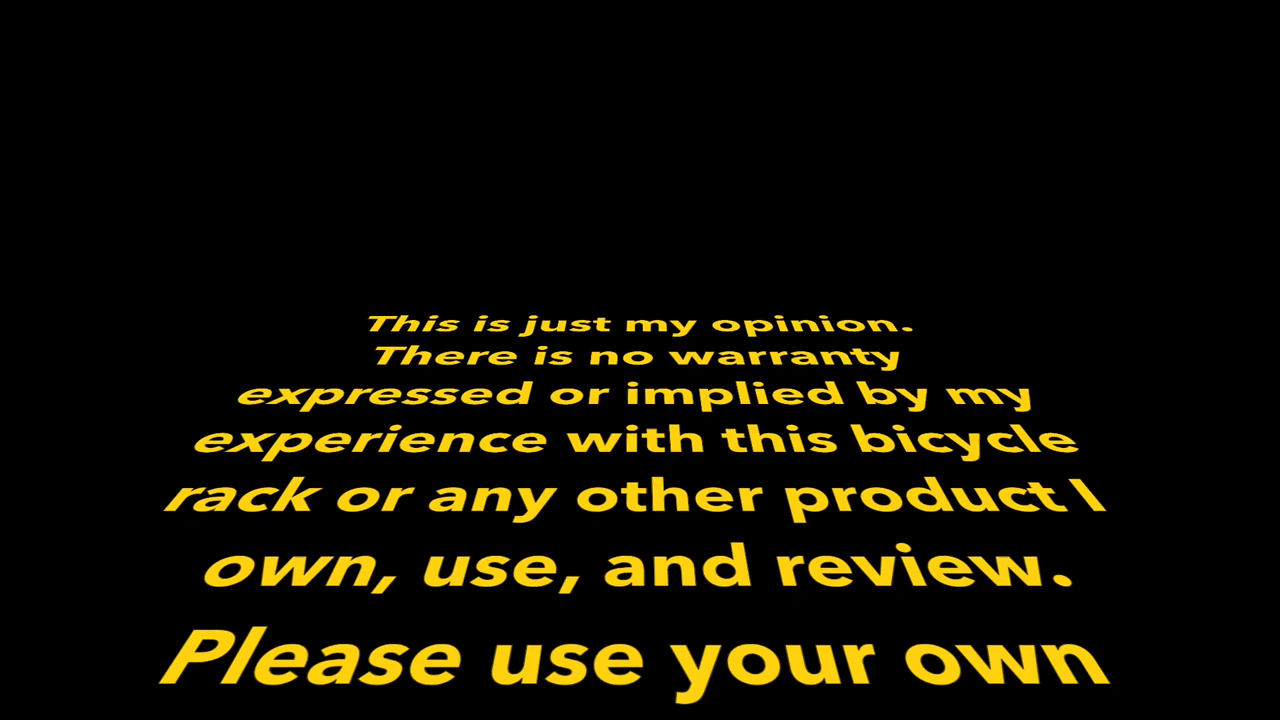 This is just my opinion.
There is no warranty
expressed or implied by my
experience with this bicycle
rack or any other product I
own, use, and review.
Please use your own